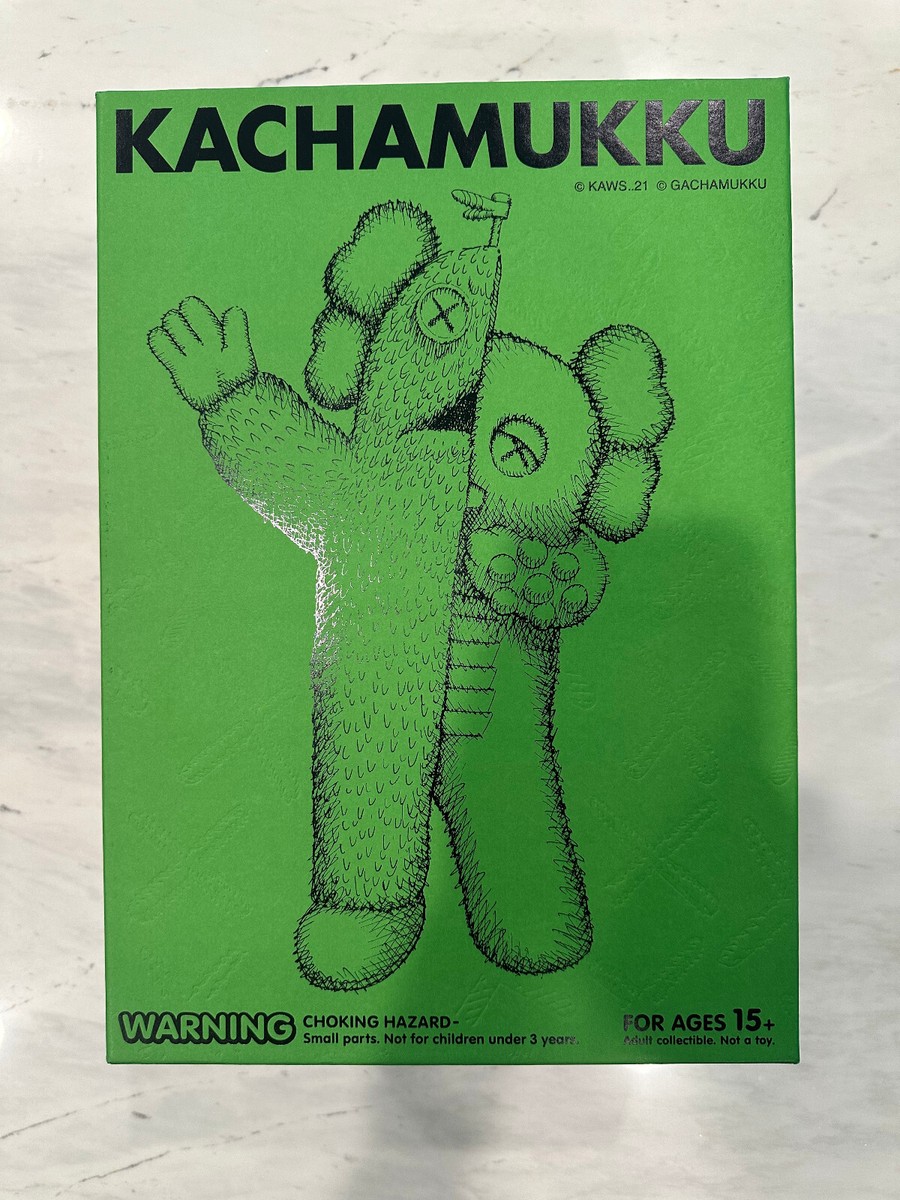 KACHAMUKKU
© KAWS..21 © GACHAMUKKU
WARNING CHOKING HAZARD-
Small parts. Not for children under 3 years.
FOR AGES 15+
Adult collectible. Not a toy.